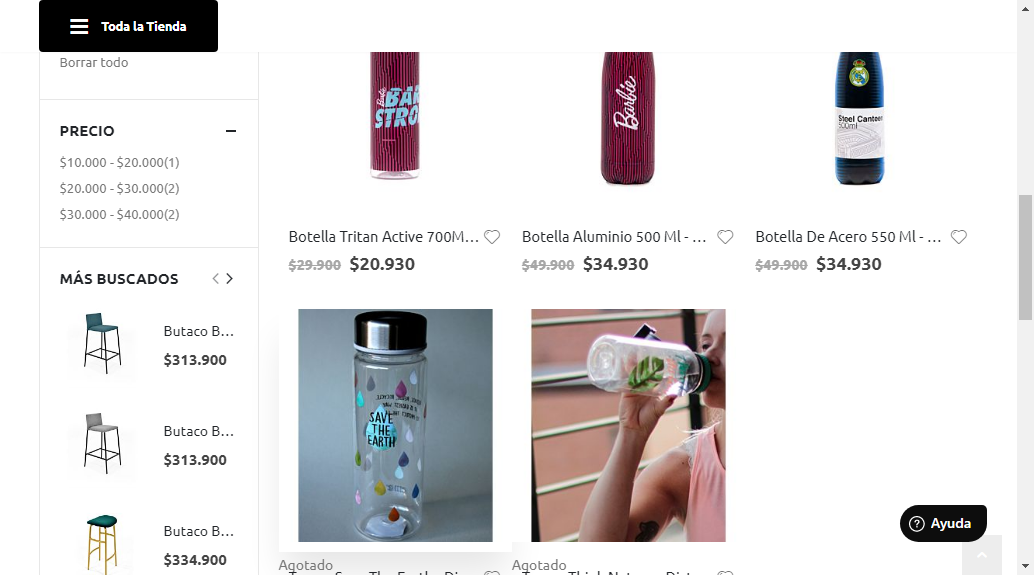 Toda la Tienda
Borrar todo
PRECIO
$10.000 - $20.000(1)
$20.000 - $30.000(2)
$30.000 - $40.000(2)
MÁS BUSCADOS
Butaco B...
$313.900
Butaco B...
$313.900
Butaco B...
$334.900
Barbie
STRO
Barbie
Steel Canteen
500ml
Botella Tritan Active 700M...
$29.900 $20.930
Botella Aluminio 500 Ml - ...
$49.900 $34.930
Botella De Acero 550 Ml - ...
$49.900 $34.930
SAVE
THE
EARTH
Agotado
Agotado
Ayuda